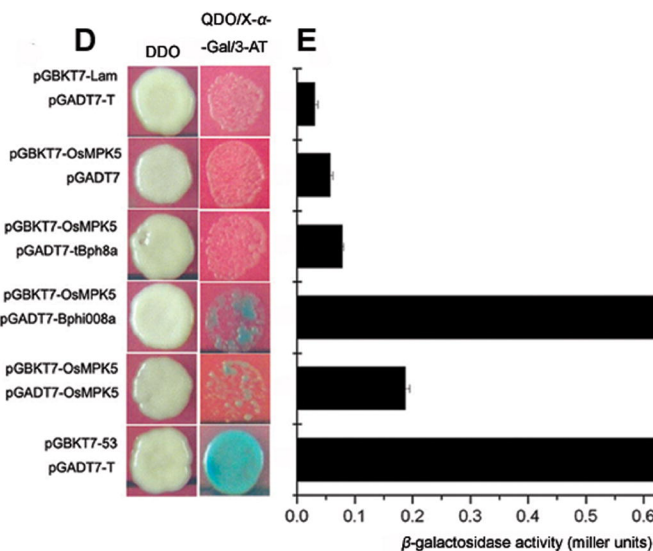 D
DDO
QDO/X-α-
-Gal/3-AT
E
pGBKT7-Lam
pGADT7-T
pGBKT7-OsMPK5
pGADT7
pGBKT7-OsMPK5
pGADT7-tBph8a
pGBKT7-OsMPK5
pGADT7-Bphi008a
pGBKT7-OsMPK5
pGADT7-OsMPK5
pGBKT7-53
pGADT7-T
0.0 0.1 0.2 0.3 0.4 0.5 0.6
β-galactosidase activity (miller units)